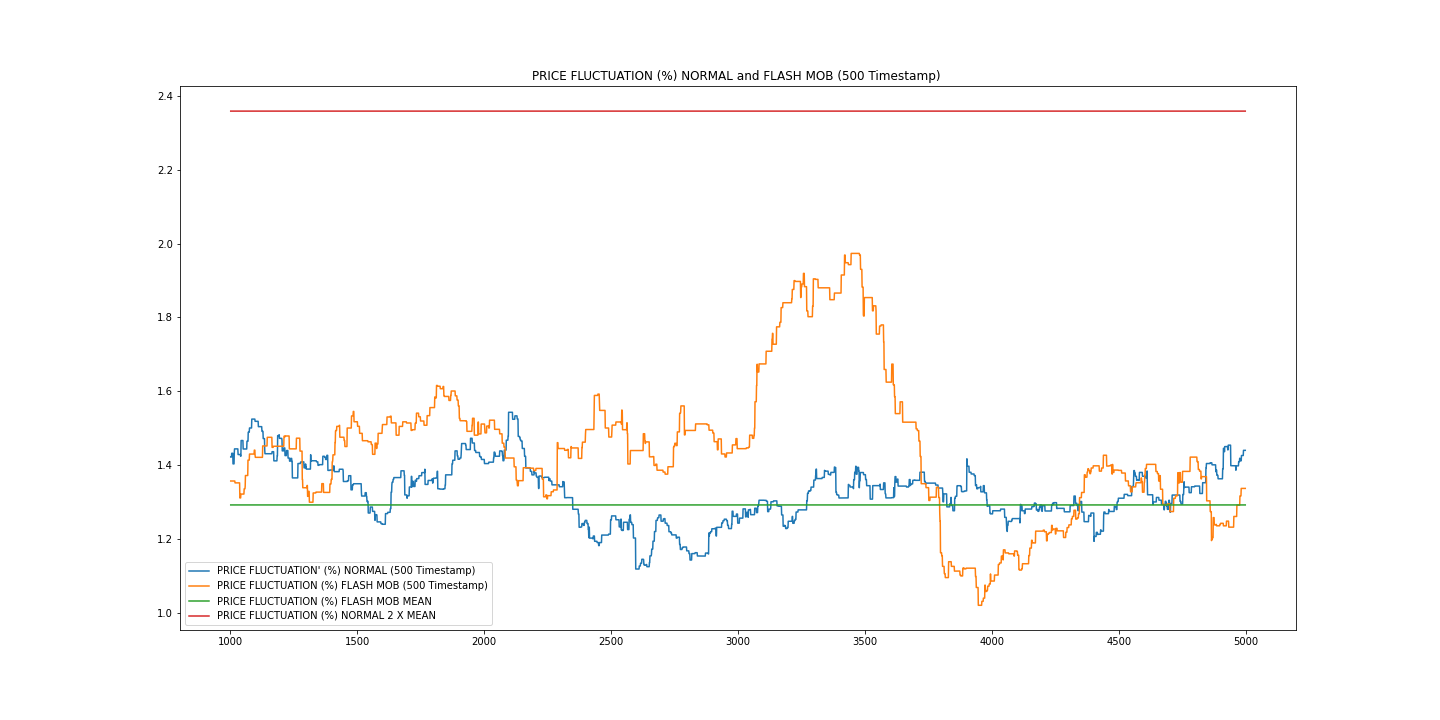 PRICE FLUCTUATION (%) NORMAL and FLASH MOB (500 Timestamp)
2.4
2.2
2.0
1.8
1.6
1.4
1.2
1.0
PRICE FLUCTUATION' (%) NORMAL (500 Timestamp)
PRICE FLUCTUATION (%) FLASH MOB (500 Timestamp)
PRICE FLUCTUATION (%) FLASH MOB MEAN
PRICE FLUCTUATION (%) NORMAL 2 X MEAN
1000 1500 2000 2500 3000 3500 4000 4500 5000